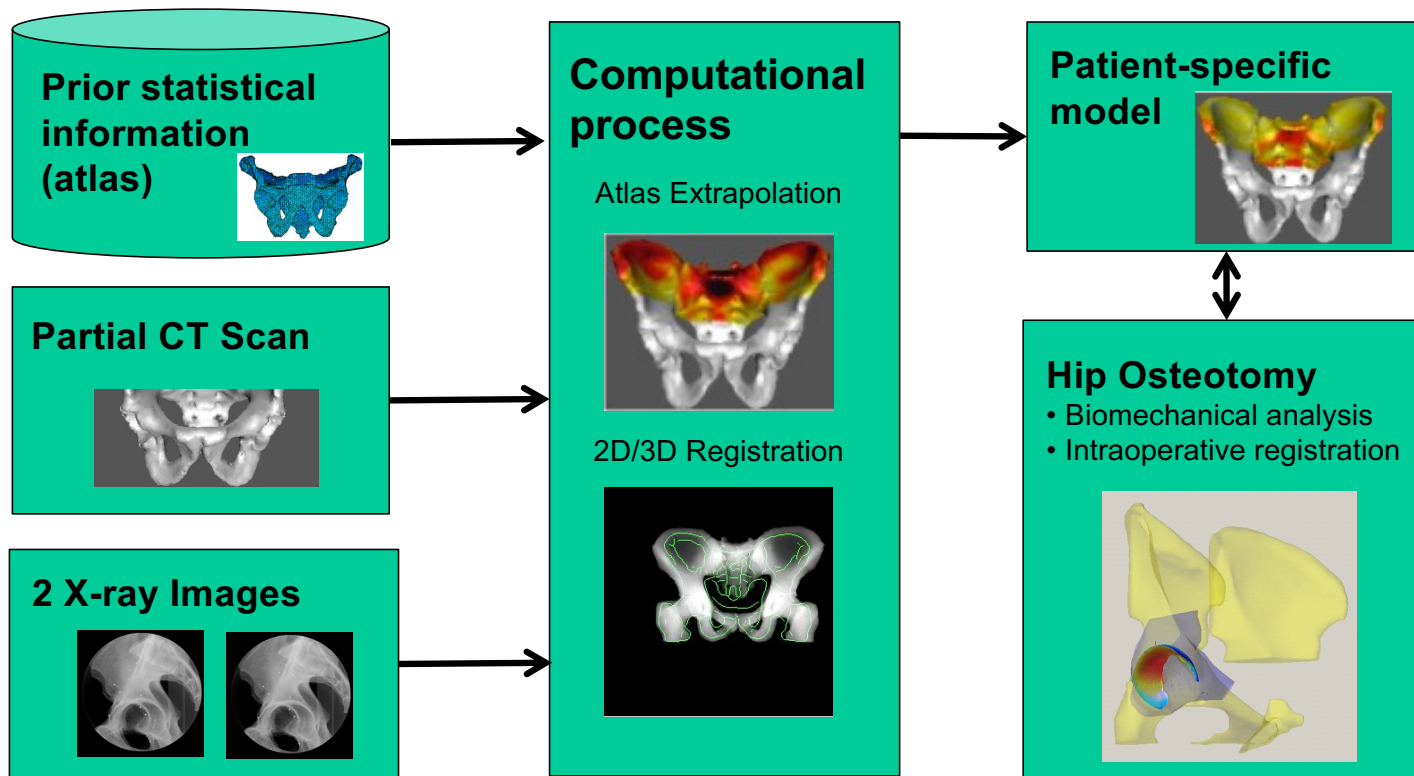 Prior statistical
information
(atlas)
Partial CT Scan
2 X-ray Images
Computational
process
Atlas Extrapolation
2D/3D Registration
Patient-specific
model
Hip Osteotomy
• Biomechanical analysis
• Intraoperative registration